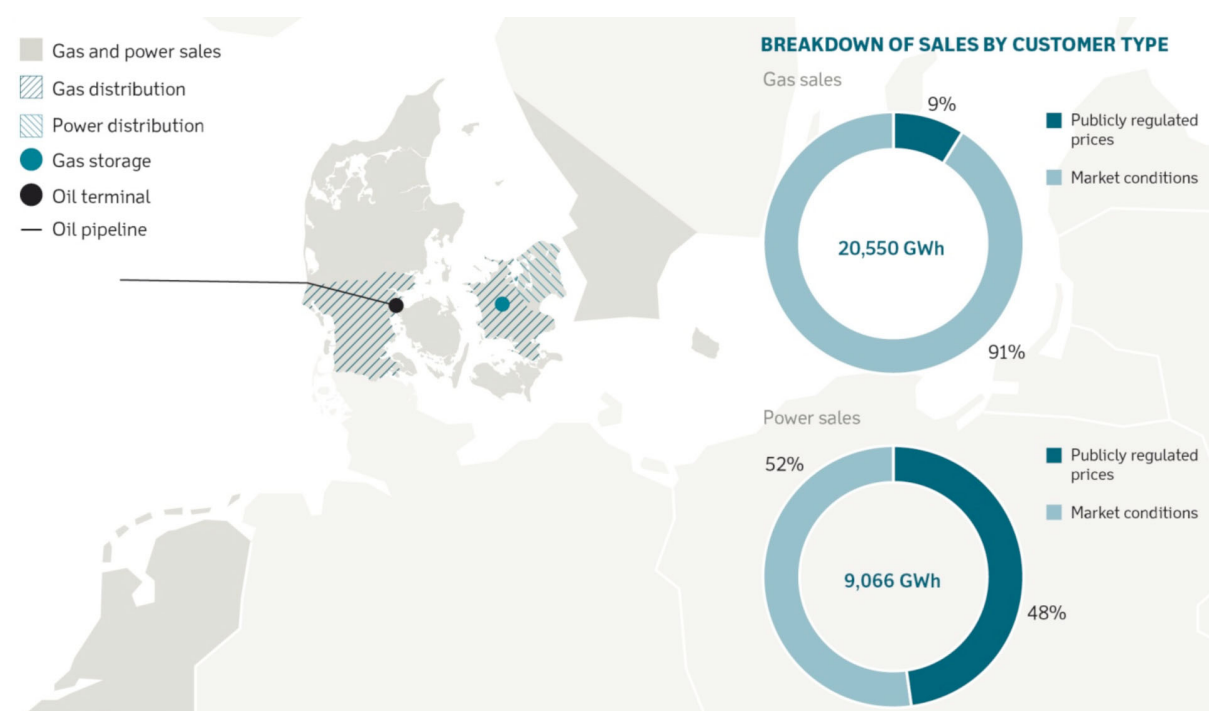 Gas and power sales
Gas distribution
Power distribution
Gas storage
Oil terminal
Oil pipeline
BREAKDOWN OF SALES BY CUSTOMER TYPE
Gas sales
9%
Publicly regulated
prices
Market conditions
20,550 GWh
91%
Power sales
52%
Publicly regulated
prices
Market conditions
9,066 GWh
48%